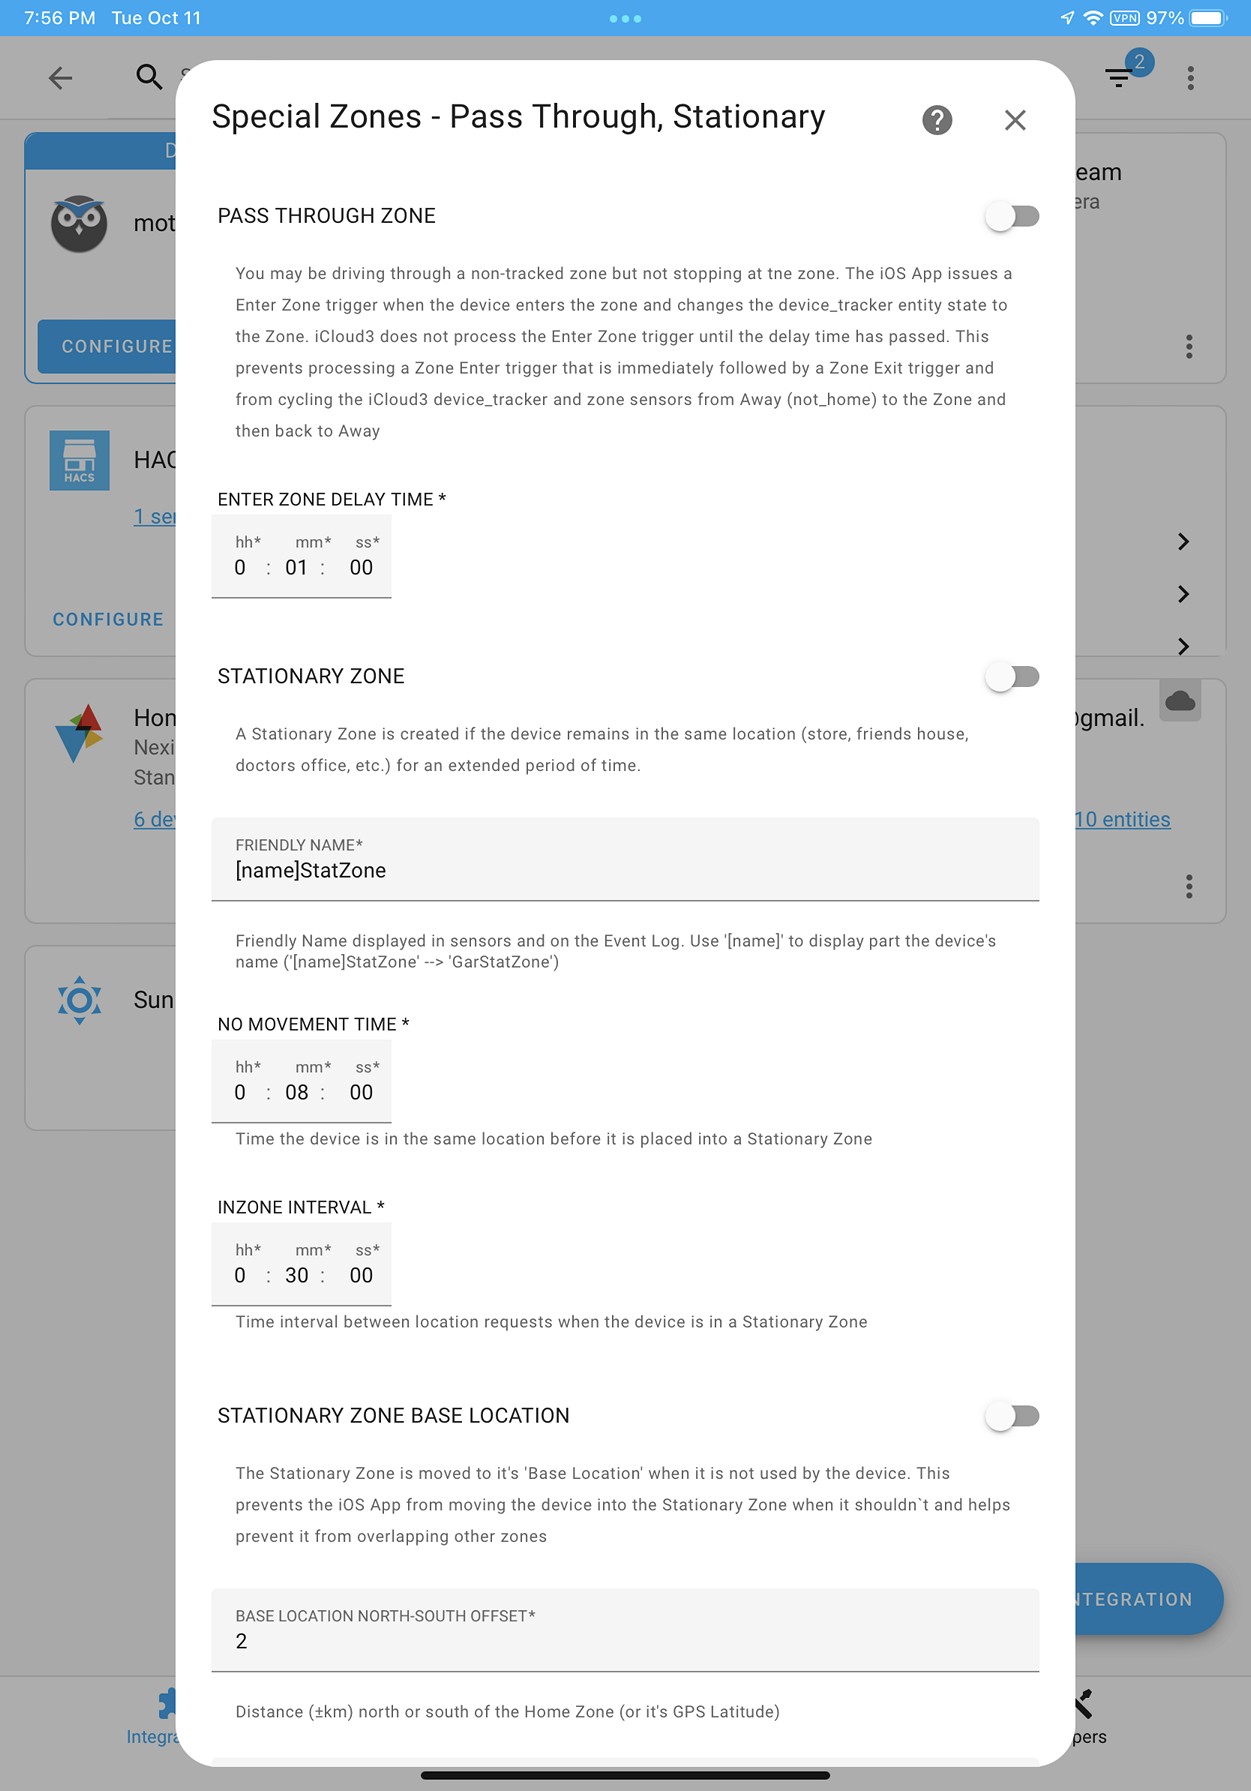 7:56 PM Tue Oct 11
VPN 97%
2
Special Zones - Pass Through, Stationary
PASS THROUGH ZONE
You may be driving through a non-tracked zone but not stopping at tne zone. The iOS App issues a
Enter Zone trigger when the device enters the zone and changes the device_tracker entity state to
the Zone. iCloud3 does not process the Enter Zone trigger until the delay time has passed. This
prevents processing a Zone Enter trigger that is immediately followed by a Zone Exit trigger and
from cycling the iCloud3 device_tracker and zone sensors from Away (not_home) to the Zone and
then back to Away
ENTER ZONE DELAY TIME *
hh* mm* ss*
0 : 01 : 00
STATIONARY ZONE
A Stationary Zone is created if the device remains in the same location (store, friends house,
doctors office, etc.) for an extended period of time.
FRIENDLY NAME*
[name]StatZone
Friendly Name displayed in sensors and on the Event Log. Use '[name]' to display part the device's
name ('[name]StatZone' --> 'GarStatZone')
NO MOVEMENT TIME *
hh* mm* ss*
0 : 08 : 00
Time the device is in the same location before it is placed into a Stationary Zone
INZONE INTERVAL *
hh* mm* ss*
0 : 30 : 00
Time interval between location requests when the device is in a Stationary Zone
STATIONARY ZONE BASE LOCATION
The Stationary Zone is moved to it's 'Base Location' when it is not used by the device. This
prevents the iOS App from moving the device into the Stationary Zone when it shouldn`t and helps
prevent it from overlapping other zones
BASE LOCATION NORTH-SOUTH OFFSET*
2
Distance (±km) north or south of the Home Zone (or it's GPS Latitude)
D
mot
CONFIGURE
HACS
HAC
1 ser
CONFIGURE
Hon
Nexi
Stan
6 dev
Sun
eam
era
gmail.
10 entities
NTEGRATION
Integra
pers